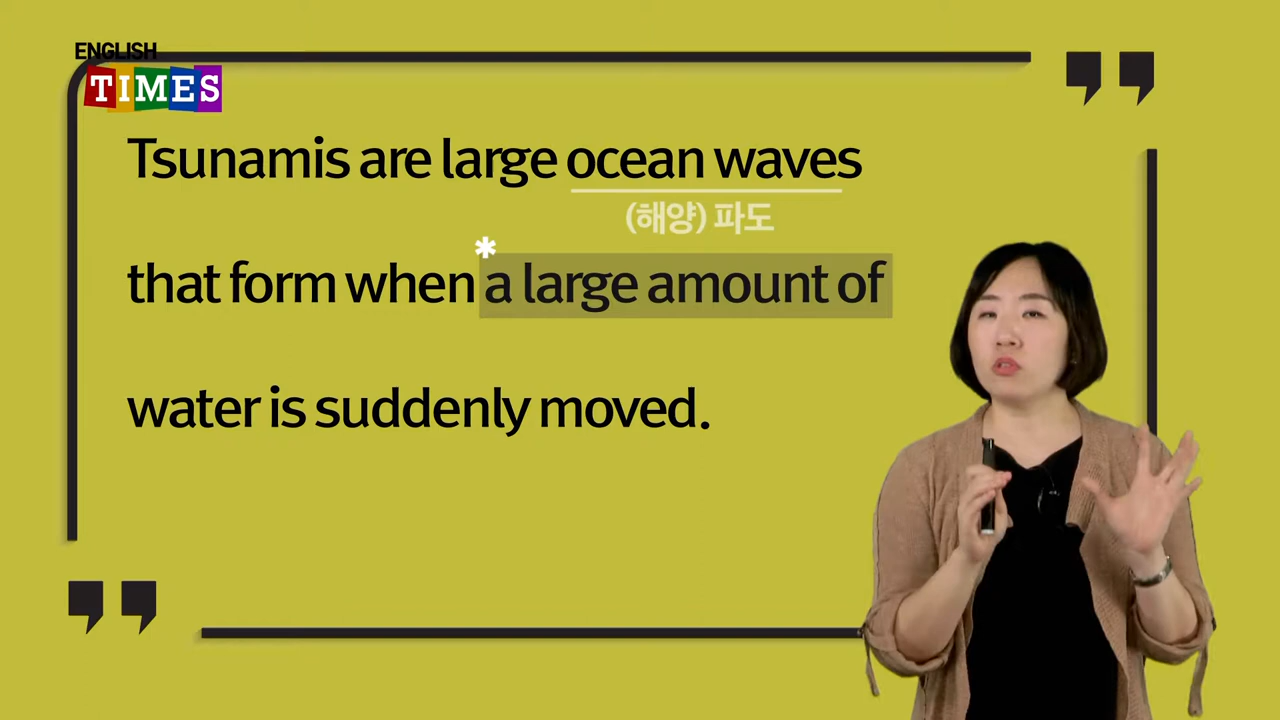 ENGLISH
TIMES
Tsunamis are large ocean waves
(해양) 파도
*
that form when a large amount of
water is suddenly moved.